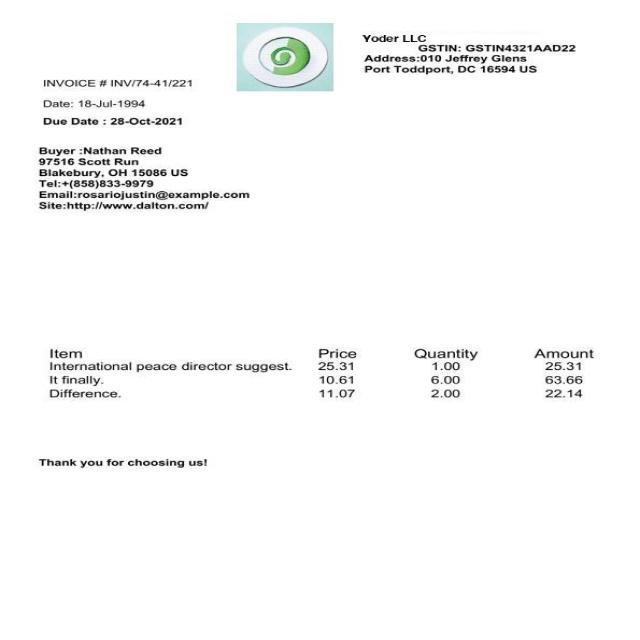 Yoder LLC
GSTIN: GSTIN4321AAD22
Address:010 Jeffrey Glens
Port Toddport, DC 16594 US
INVOICE # INV/74-41/221
Date: 18-Jul-1994
Due Date : 28-Oct-2021
Buyer :Nathan Reed
97516 Scott Run
Blakebury, OH 15086 US
Tel:+(858)833-9979
Email:rosariojustin@example.com
Site:http://www.dalton.com/
Item Price Quantity Amount
International peace director suggest. 25.31 1.00 25.31
It finally. 10.61 6.00 63.66
Difference. 11.07 2.00 22.14
Thank you for choosing us!